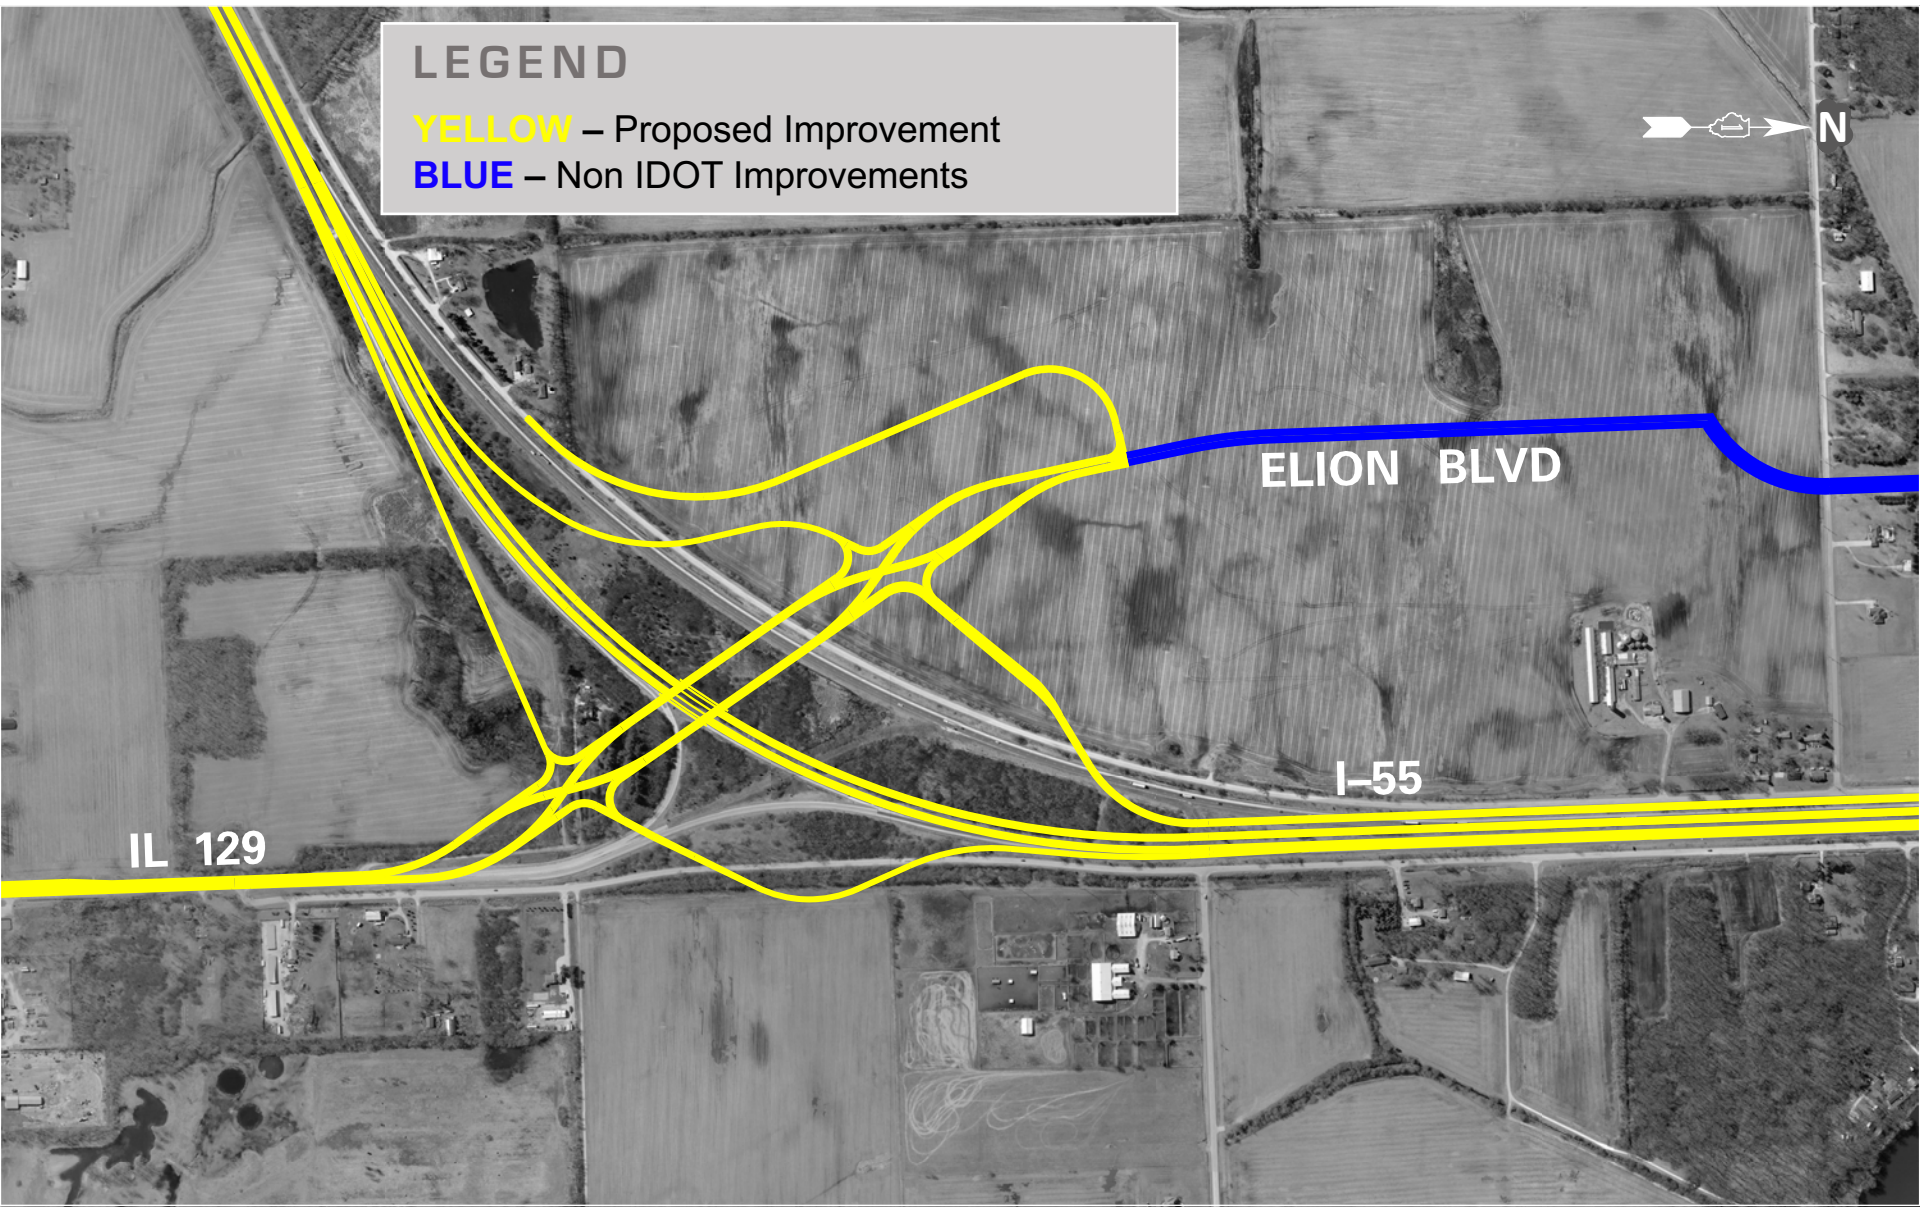 LEGEND
YELLOW – Proposed Improvement
BLUE – Non IDOT Improvements
N
ELION BLVD
I–55
IL 129